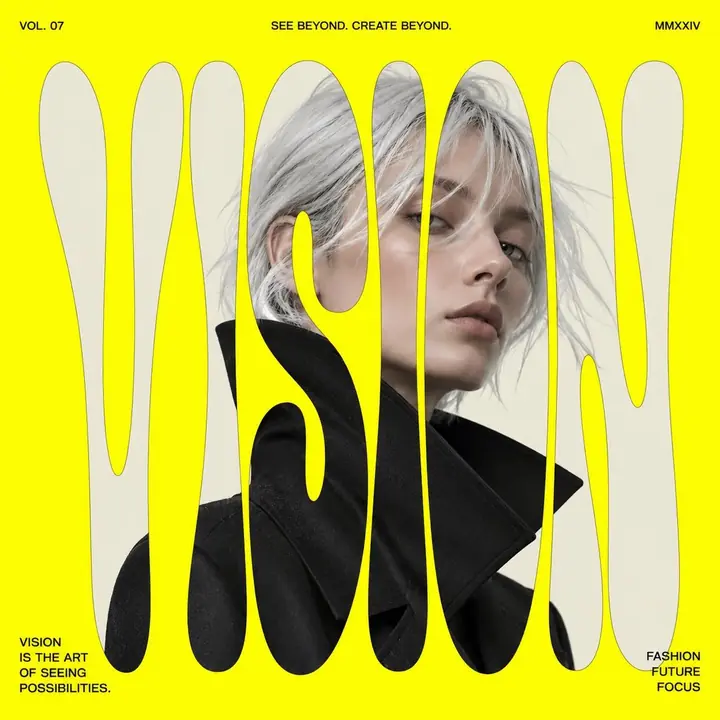 VOL. 07
SEE BEYOND. CREATE BEYOND.
MMXXIV
VISION
VISION
IS THE ART
OF SEEING
POSSIBILITIES.
FASHION
FUTURE
FOCUS